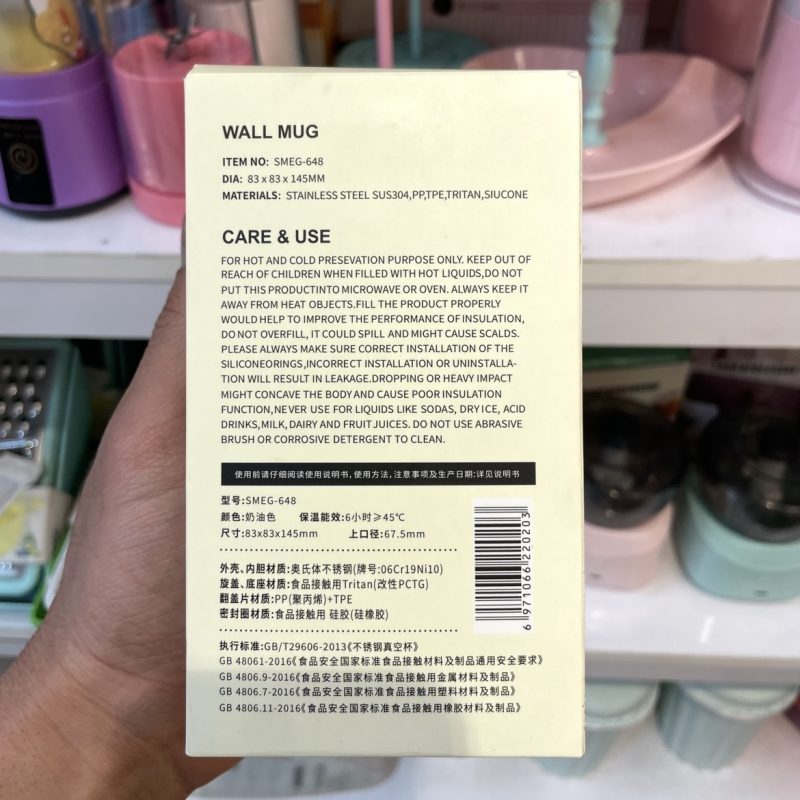 WALL MUG
ITEM NO: SMEG-648
DIA: 83 x 83 x 145MM
MATERIALS: STAINLESS STEEL SUS304,PP,TPE,TRITAN,SIUCONE
CARE & USE
FOR HOT AND COLD PRESEVATION PURPOSE ONLY. KEEP OUT OF
REACH OF CHILDREN WHEN FILLED WITH HOT LIQUIDS,DO NOT
PUT THIS PRODUCTINTO MICROWAVE OR OVEN. ALWAYS KEEP IT
AWAY FROM HEAT OBJECTS.FILL THE PRODUCT PROPERLY
WOULD HELP TO IMPROVE THE PERFORMANCE OF INSULATION,
DO NOT OVERFILL, IT COULD SPILL AND MIGHT CAUSE SCALDS.
PLEASE ALWAYS MAKE SURE CORRECT INSTALLATION OF THE
SILICONEORINGS,INCORRECT INSTALLATION OR UNINSTALLA-
TION WILL RESULT IN LEAKAGE.DROPPING OR HEAVY IMPACT
MIGHT CONCAVE THE BODY AND CAUSE POOR INSULATION
FUNCTION,NEVER USE FOR LIQUIDS LIKE SODAS, DRY ICE, ACID
DRINKS,MILK, DAIRY AND FRUIT JUICES. DO NOT USE ABRASIVE
BRUSH OR CORROSIVE DETERGENT TO CLEAN.
使用前请仔细阅读使用说明书，使用方法，注意事项及生产日期:详见说明书
型号:SMEG-648
颜色:奶油色 保温能效:6小时≥45℃
尺寸:83x83x145mm 上口径:67.5mm
外壳、内胆材质:奥氏体不锈钢(牌号:06Cr19Ni10)
旋盖、底座材质:食品接触用Tritan(改性PCTG)
翻盖片材质:PP(聚丙烯)+TPE
密封圈材质:食品接触用 硅胶(硅橡胶)
6 971066 220203
执行标准:GB/T29606-2013《不锈钢真空杯》
GB 48061-2016《食品安全国家标准食品接触材料及制品通用安全要求》
GB 4806.9-2016《食品安全国家标准食品接触用金属材料及制品》
GB 4806.7-2016《食品安全国家标准食品接触用塑料材料及制品》
GB 4806.11-2016《食品安全国家标准食品接触用橡胶材料及制品》